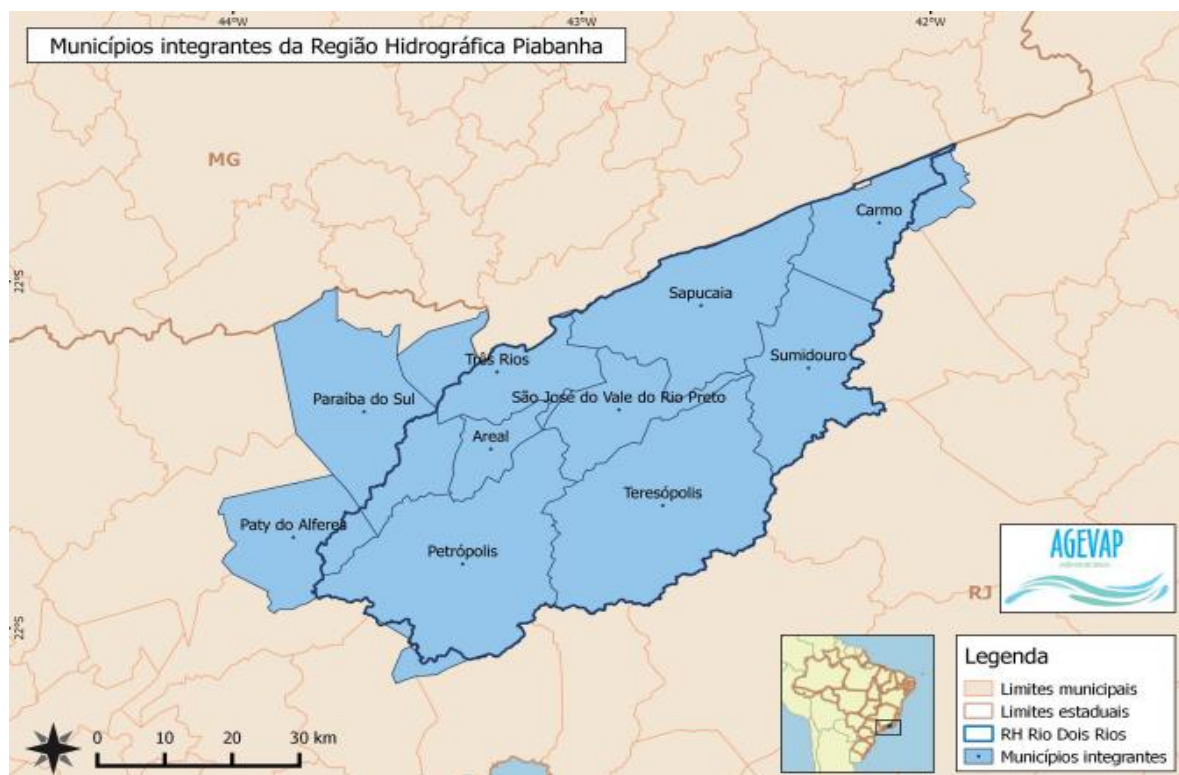 44°W
43°W
42°W
Municípios integrantes da Região Hidrográfica Piabanha
MG
Carmo
22°S
Sapucaia
Três Rios
Sumidouro
Paraíba do Sul
São José do Vale do Rio Preto
Areal
Teresópolis
Paty do Alferes
Petrópolis
AGEVAP
RJ
22°S
Legenda
Limites municipais
Limites estaduais
RH Rio Dois Rios
Municípios integrantes
0 10 20 30 km